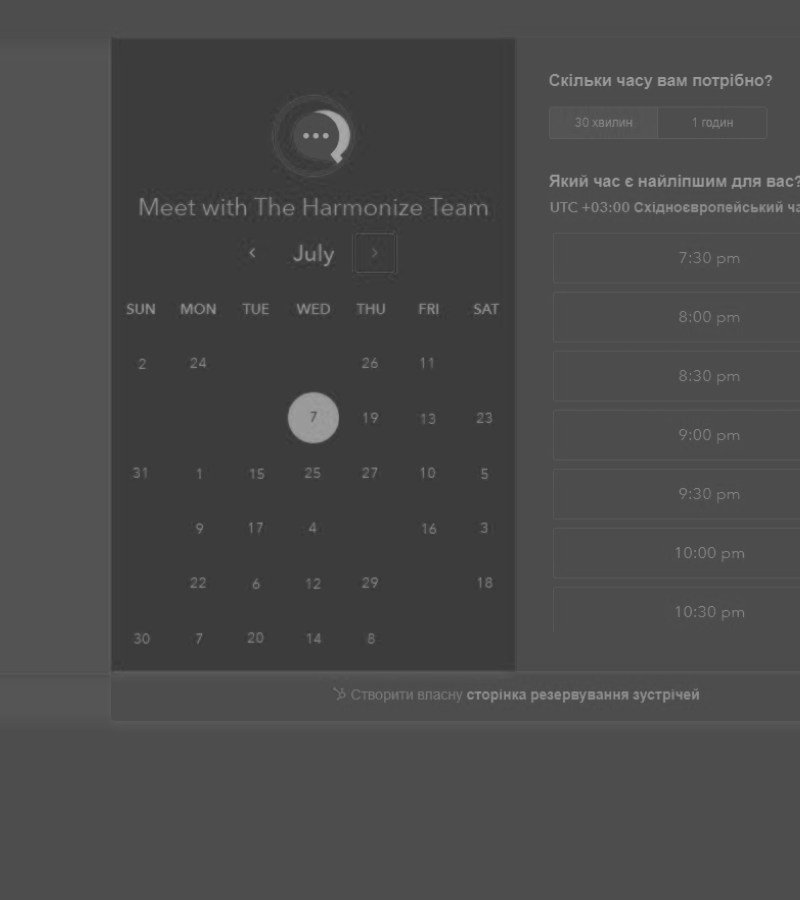 Meet with The Harmonize Team
July
SUN MON TUE WED THU FRI SAT
2 24 26 11
7 19 13 23
31 1 15 25 27 10 5
9 17 4 16 3
22 6 12 29 18
30 7 20 14 8
Скільки часу вам потрібно?
30 хвилин 1 годин
Який час є найліпшим для вас?
UTC +03:00 Східноєвропейський ча
7:30 pm
8:00 pm
8:30 pm
9:00 pm
9:30 pm
10:00 pm
10:30 pm
Створити власну сторінка резервування зустрічей